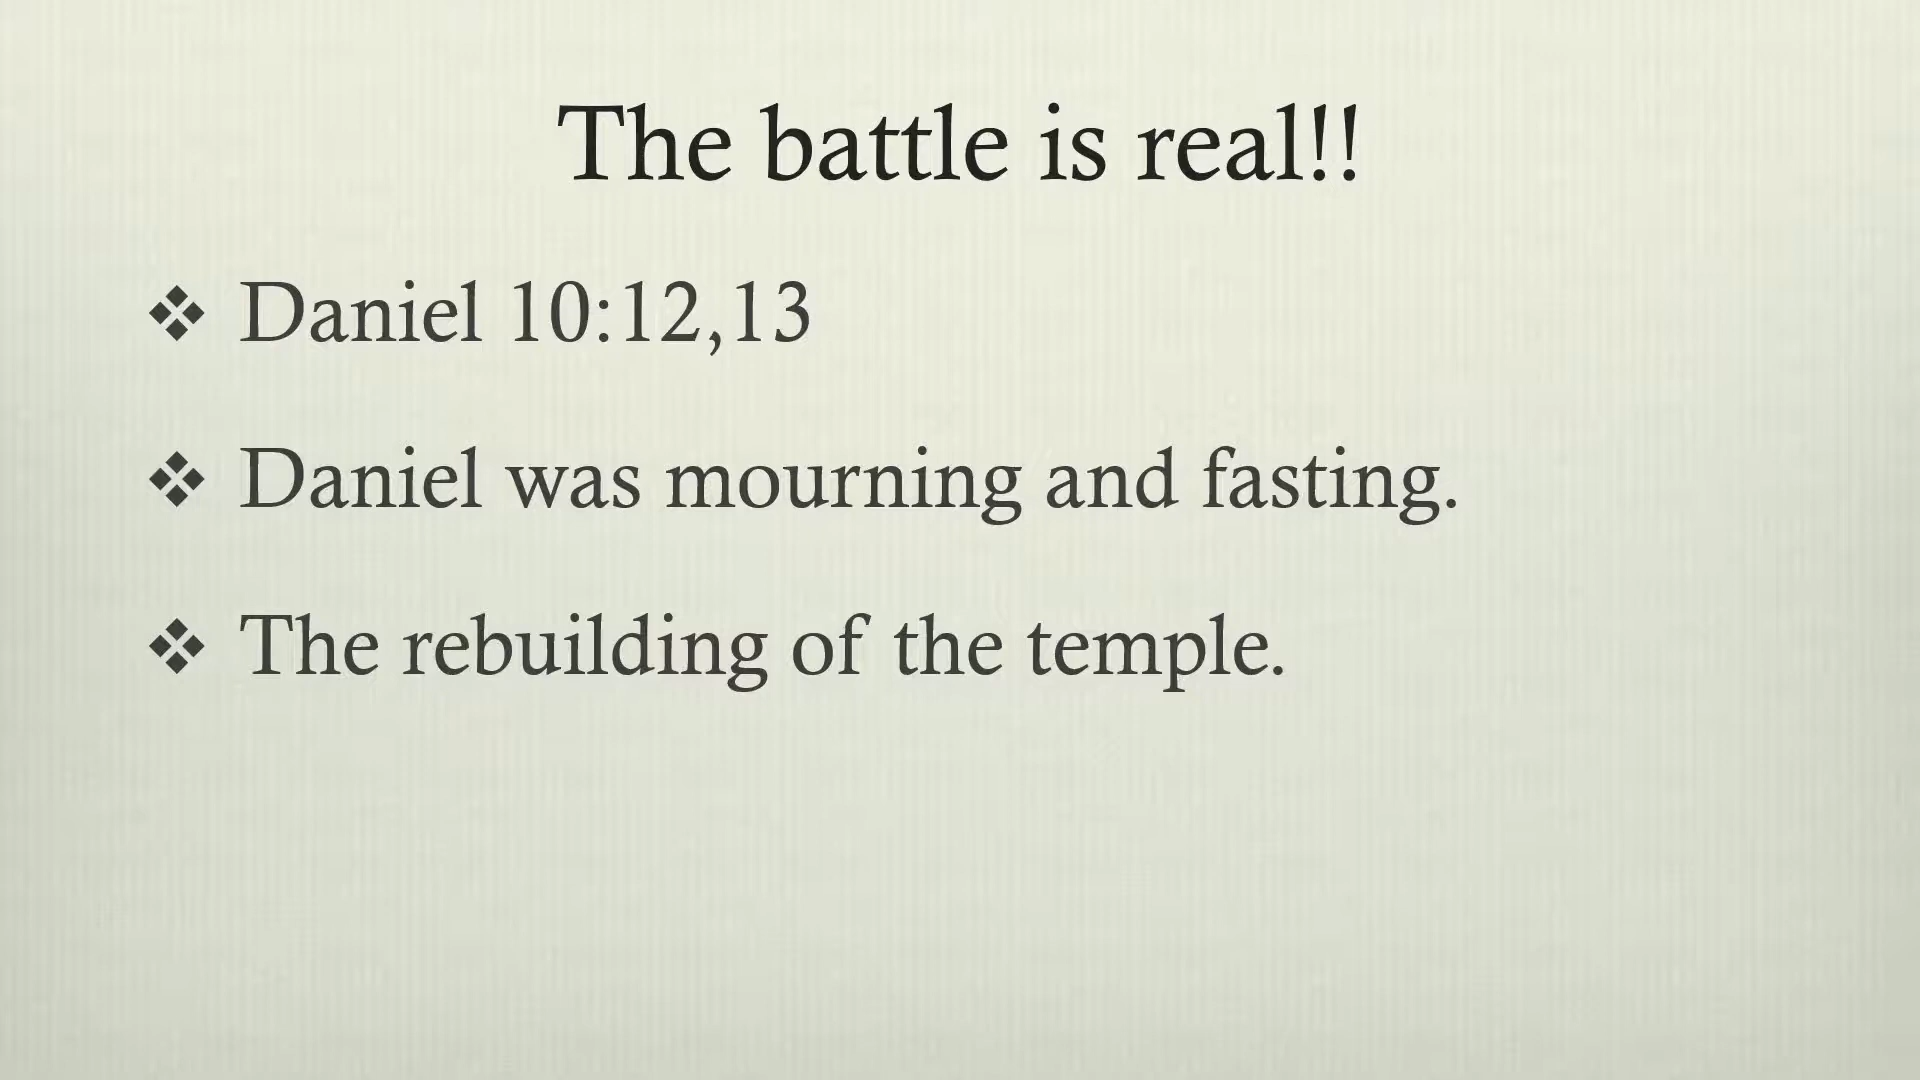 The battle is real!!
❖ Daniel 10:12,13
❖ Daniel was mourning and fasting.
❖ The rebuilding of the temple.